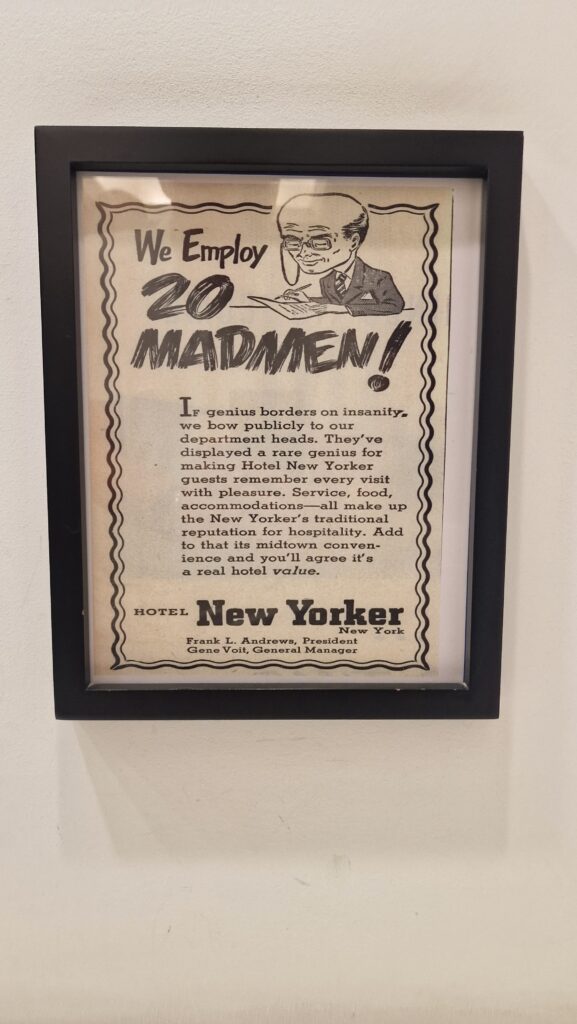 We Employ
20
MADMEN!
If genius borders on insanity,
we bow publicly to our
department heads. They've
displayed a rare genius for
making Hotel New Yorker
guests remember every visit
with pleasure. Service, food,
accommodations—all make up
the New Yorker's traditional
reputation for hospitality. Add
to that its midtown conven-
ience and you'll agree it's
a real hotel value.
HOTEL New Yorker
New York
Frank L. Andrews, President
Gene Voit, General Manager